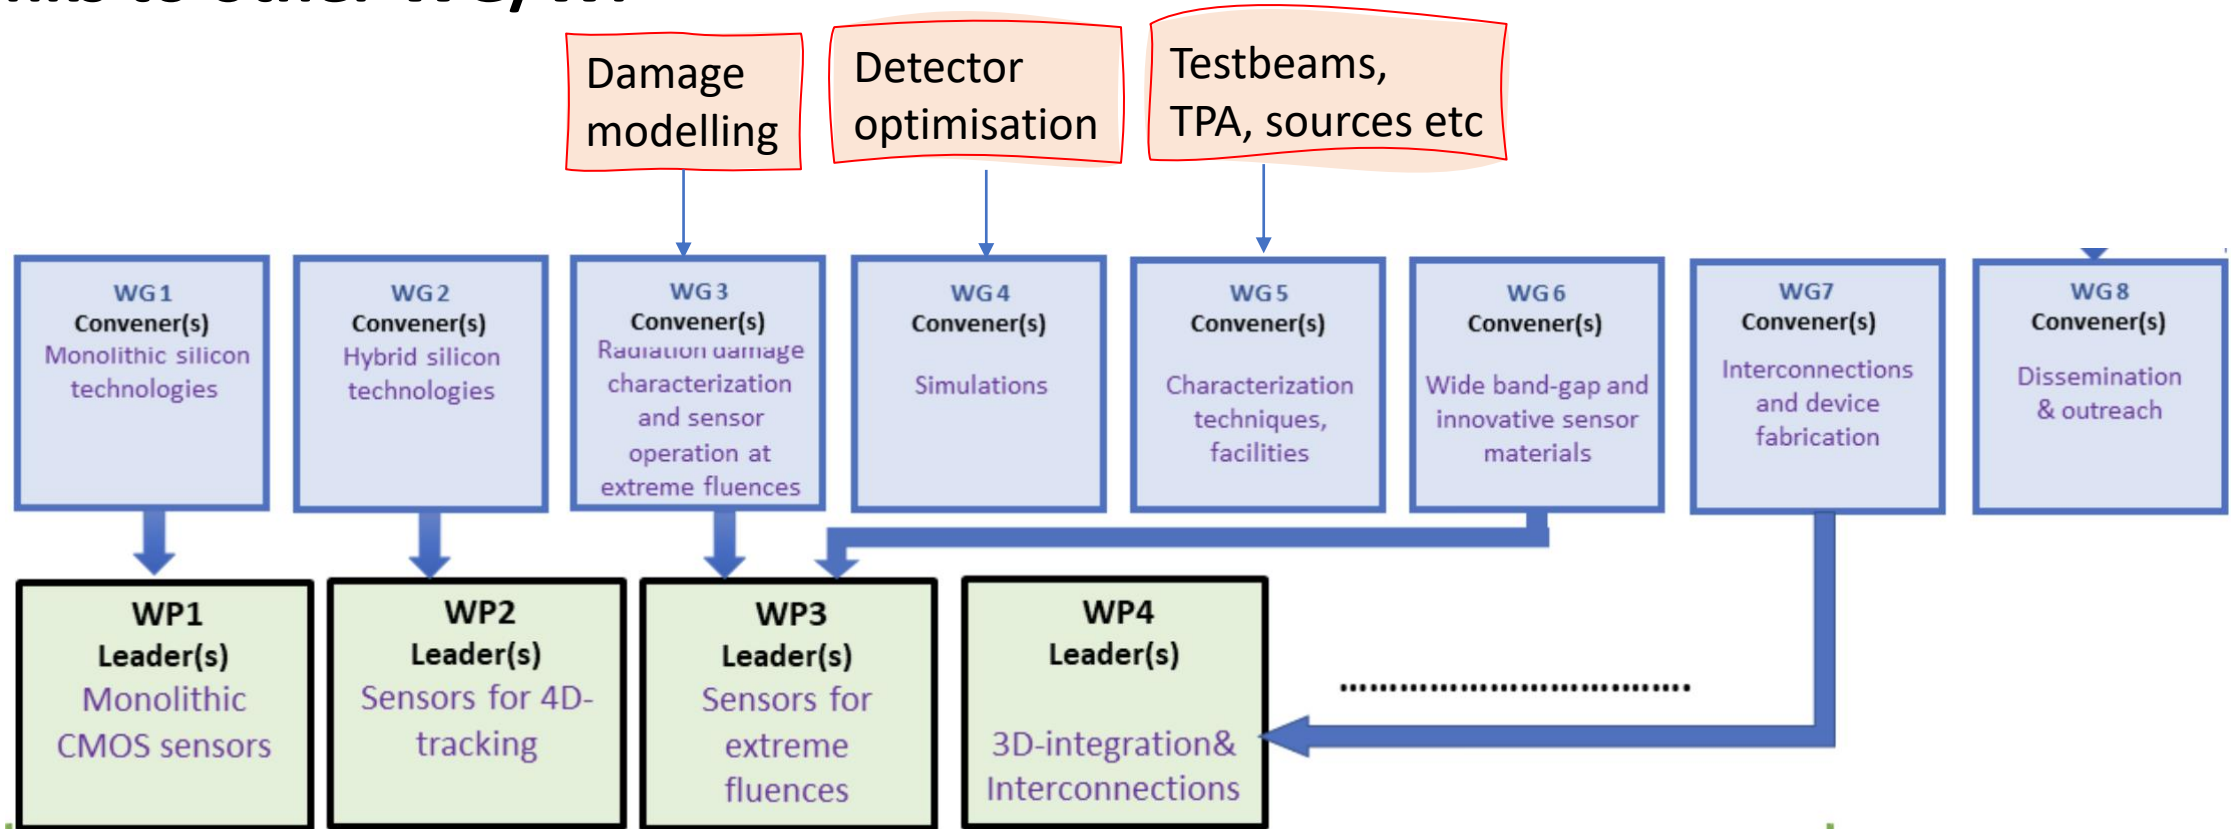 to other
Damage
modelling
Detector
optimisation
Testbeams,
TPA, sources etc
WG1
Convener(s)
Monolithic silicon
technologies
WG2
Convener(s)
Hybrid silicon
technologies
WG3
Convener(s)
Radiation damage
characterization
and sensor
operation at
extreme fluences
WG4
Convener(s)
Simulations
WG5
Convener(s)
Characterization
techniques,
facilities
WG6
Convener(s)
Wide band-gap and
innovative sensor
materials
WG7
Convener(s)
Interconnections
and device
fabrication
WG8
Convener(s)
Dissemination
& outreach
WP1
Leader(s)
Monolithic
CMOS sensors
WP2
Leader(s)
Sensors for 4D-
tracking
WP3
Leader(s)
Sensors for
extreme
fluences
WP4
Leader(s)
3D-integration&
Interconnections